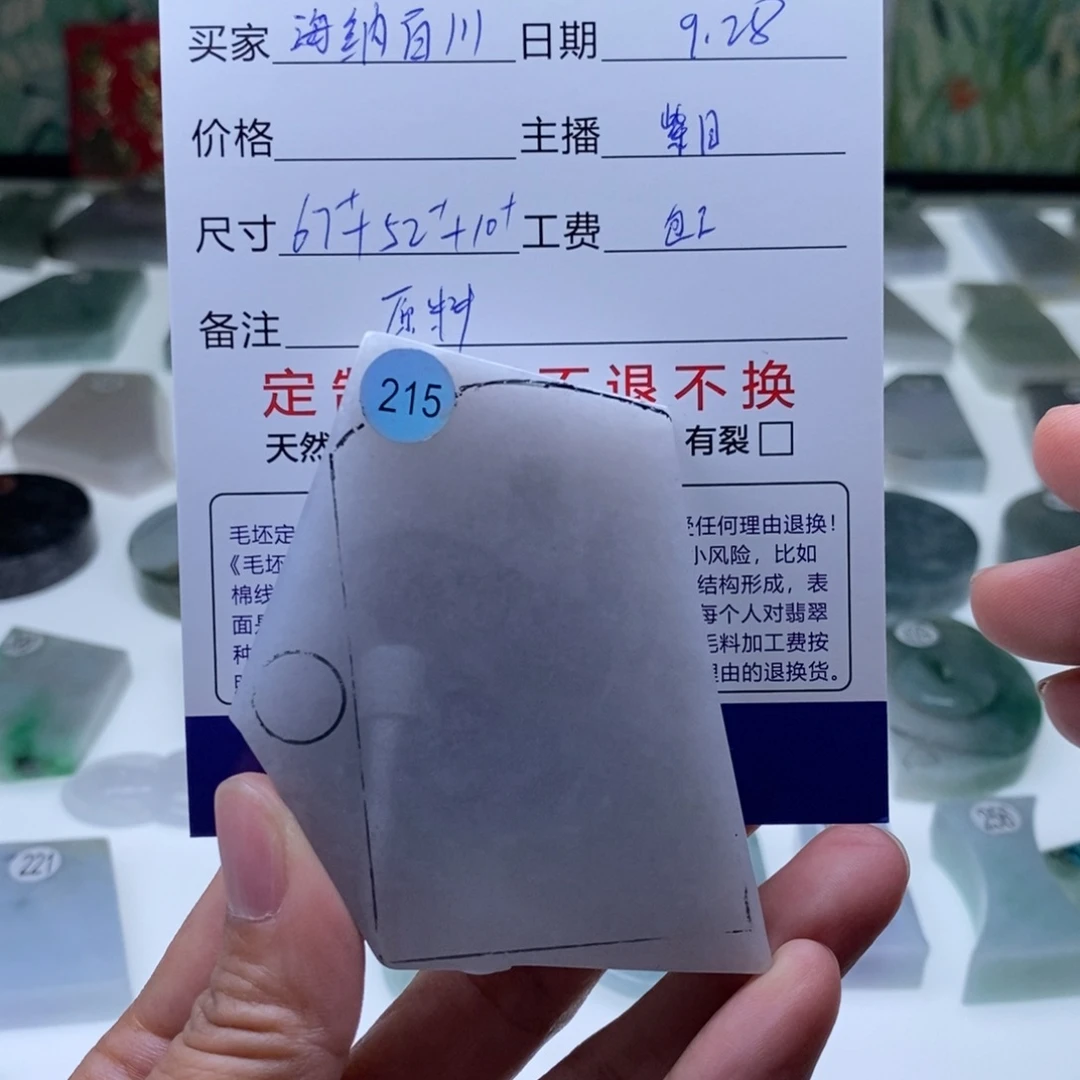 买家 海纳百川 日期 9.28
价格 主播 紫月
尺寸 67⁺+52⁺+10⁺ 工费 包工
备注 原料
定 不退不换
215
天然 有裂
毛坯定 任何理由退换！
《毛坯 小风险，比如
棉线 结构形成，表
面 每个人对翡翠
种 毛料加工费按
理由的退换货。
221
256